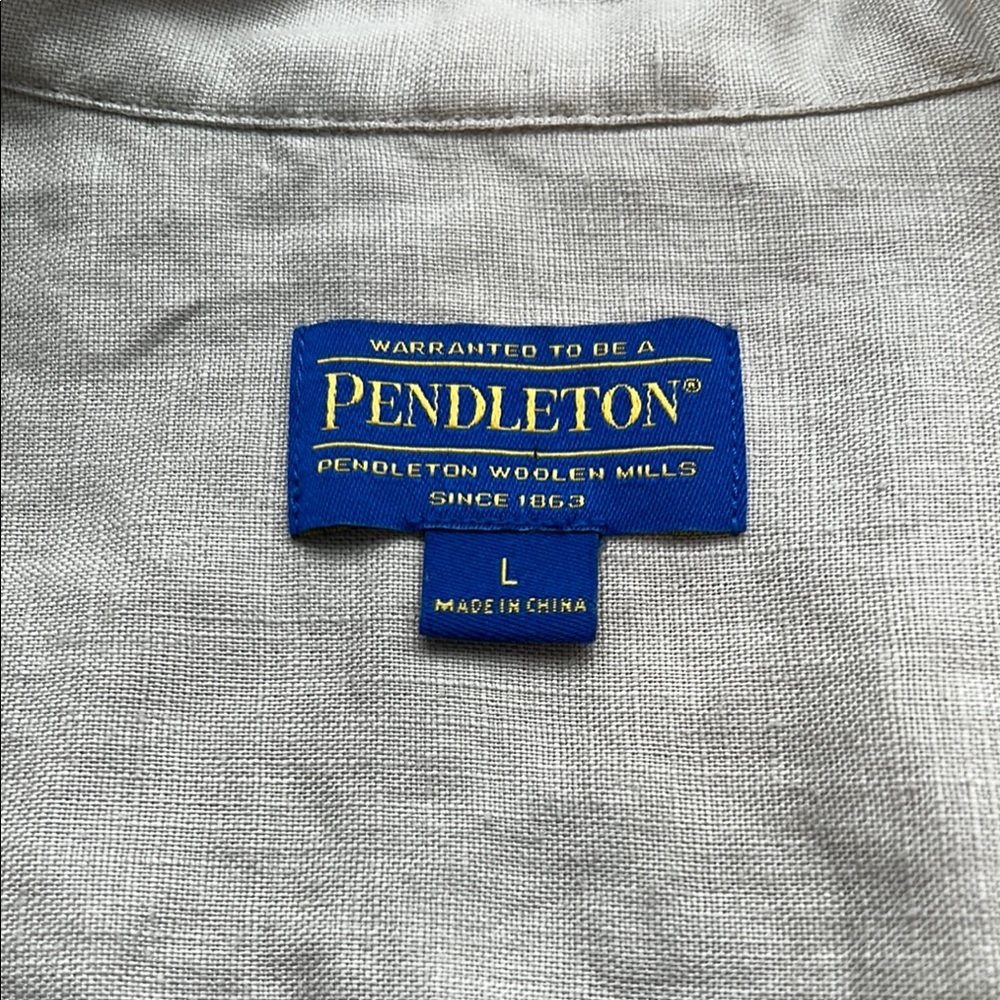 WARRANTED TO BE A
PENDLETON®
PENDLETON WOOLEN MILLS
SINCE 1863
L
MADE IN CHINA